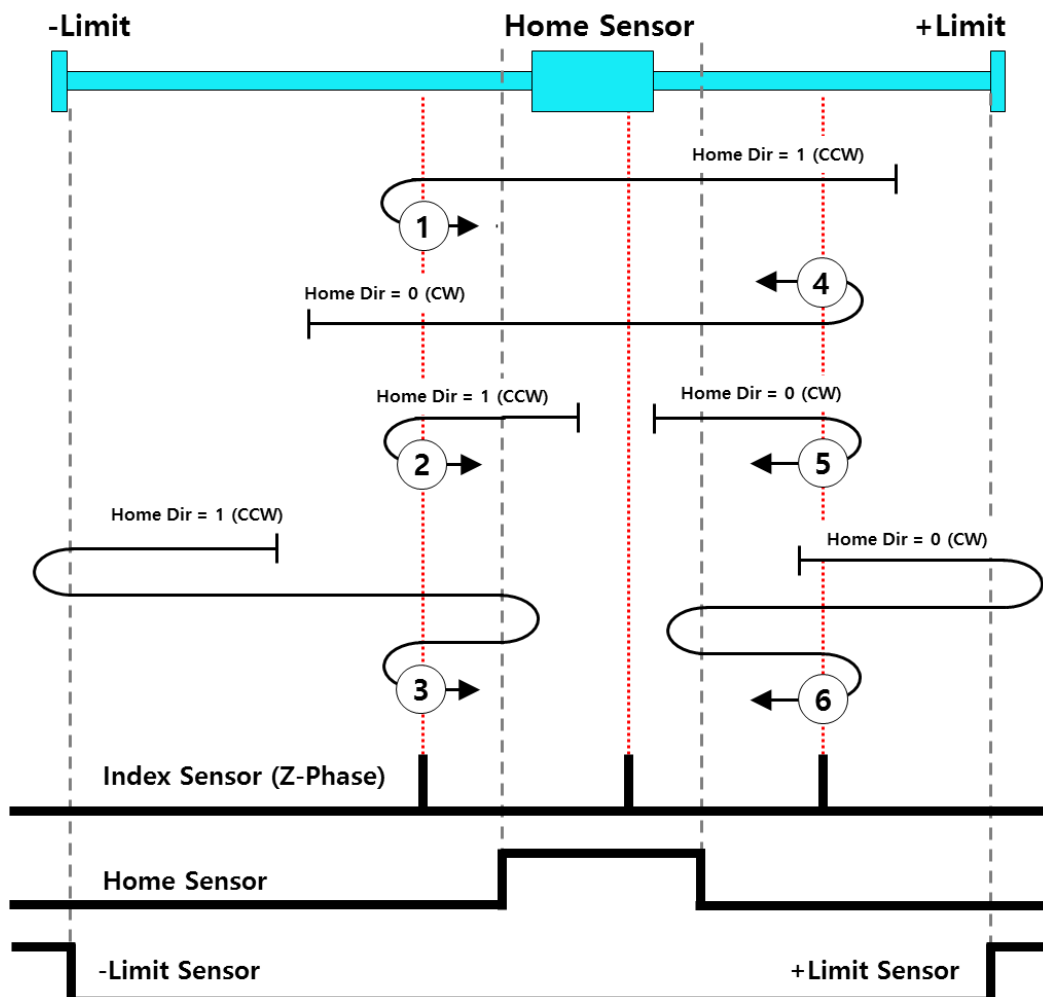 -Limit
Home Sensor
+Limit
Home Dir = 1 (CCW)
1
4
Home Dir = 0 (CW)
Home Dir = 1 (CCW)
Home Dir = 0 (CW)
2
5
Home Dir = 1 (CCW)
Home Dir = 0 (CW)
3
6
Index Sensor (Z-Phase)
Home Sensor
-Limit Sensor
+Limit Sensor